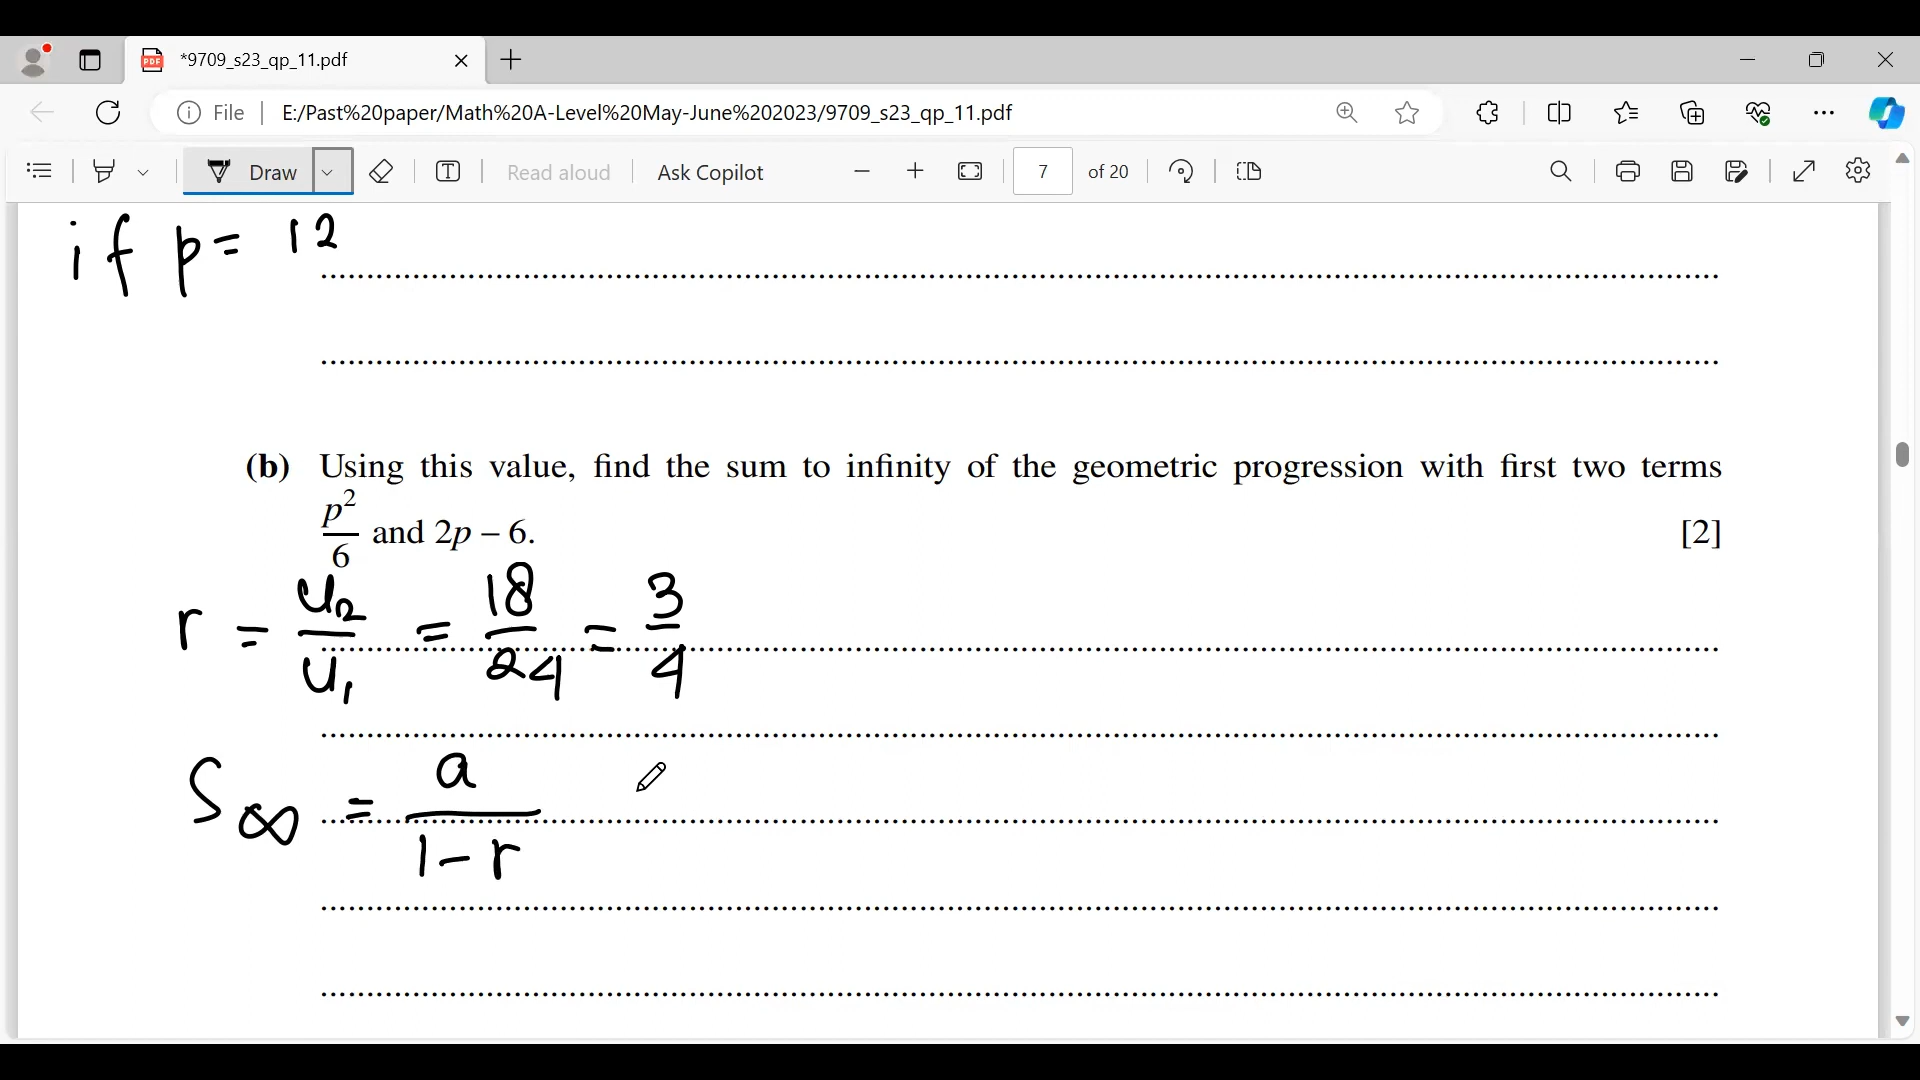 *9709_s23_qp_11.pdf
File E:/Past%20paper/Math%20A-Level%20May-June%202023/9709_s23_qp_11.pdf
Draw Read aloud Ask Copilot 7 of 20
if p = 12
(b) Using this value, find the sum to infinity of the geometric progression with first two terms
p²/6 and 2p – 6. [2]
r = u₂/u₁ = 18/24 = 3/4
S∞ = a/(1-r)